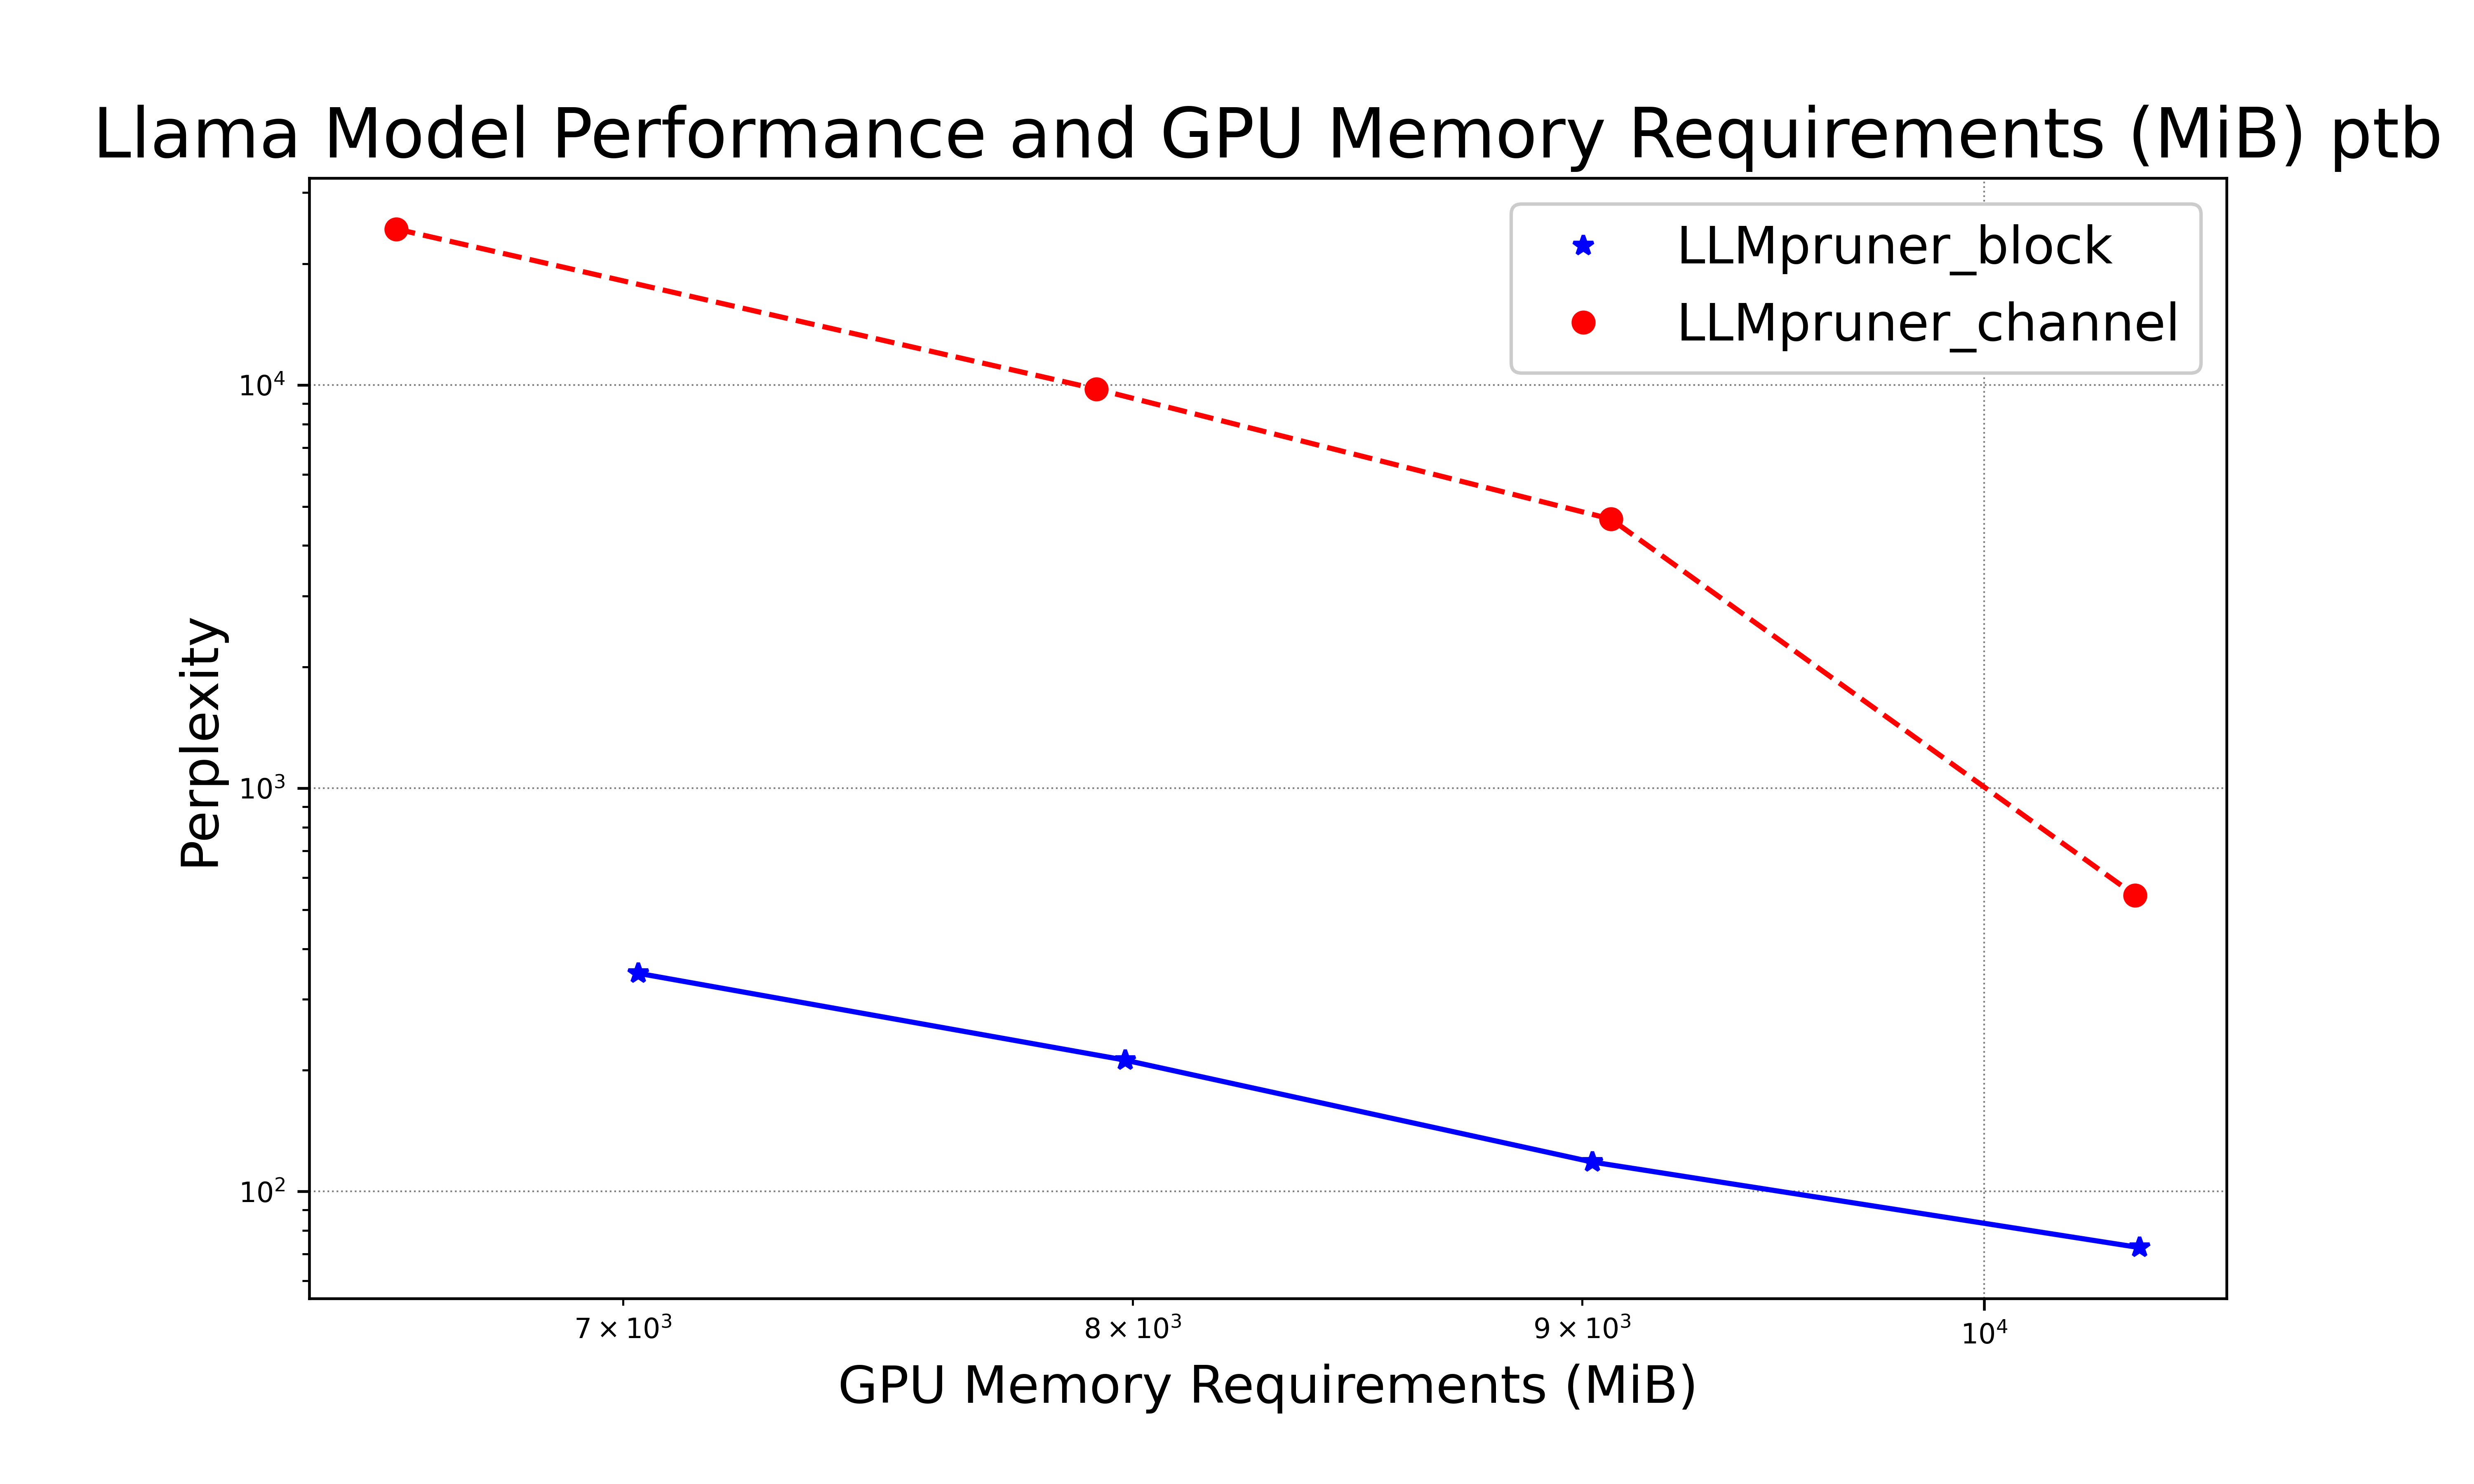 Llama Model Performance and GPU Memory Requirements (MiB) ptb
LLMpruner_block
LLMpruner_channel
Perplexity
10⁴
10³
10²
7 × 10³
8 × 10³
9 × 10³
10⁴
GPU Memory Requirements (MiB)